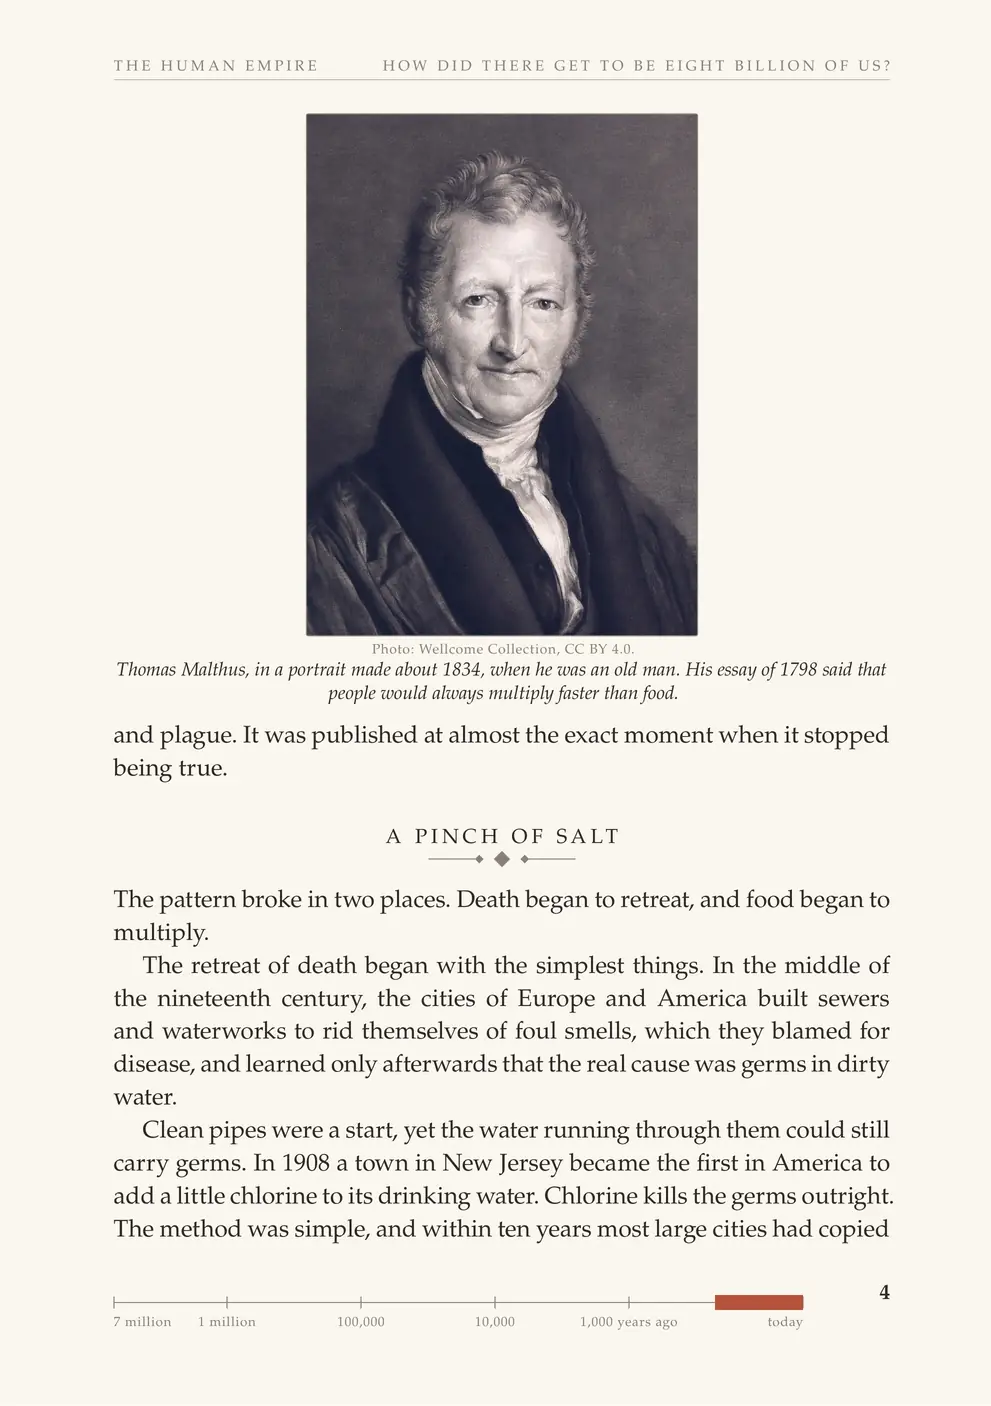 THE HUMAN EMPIRE HOW DID THERE GET TO BE EIGHT BILLION OF US?
Photo: Wellcome Collection, CC BY 4.0.
Thomas Malthus, in a portrait made about 1834, when he was an old man. His essay of 1798 said that
people would always multiply faster than food.
and plague. It was published at almost the exact moment when it stopped
being true.
A PINCH OF SALT
The pattern broke in two places. Death began to retreat, and food began to
multiply.
The retreat of death began with the simplest things. In the middle of
the nineteenth century, the cities of Europe and America built sewers
and waterworks to rid themselves of foul smells, which they blamed for
disease, and learned only afterwards that the real cause was germs in dirty
water.
Clean pipes were a start, yet the water running through them could still
carry germs. In 1908 a town in New Jersey became the first in America to
add a little chlorine to its drinking water. Chlorine kills the germs outright.
The method was simple, and within ten years most large cities had copied
4
7 million 1 million 100,000 10,000 1,000 years ago today